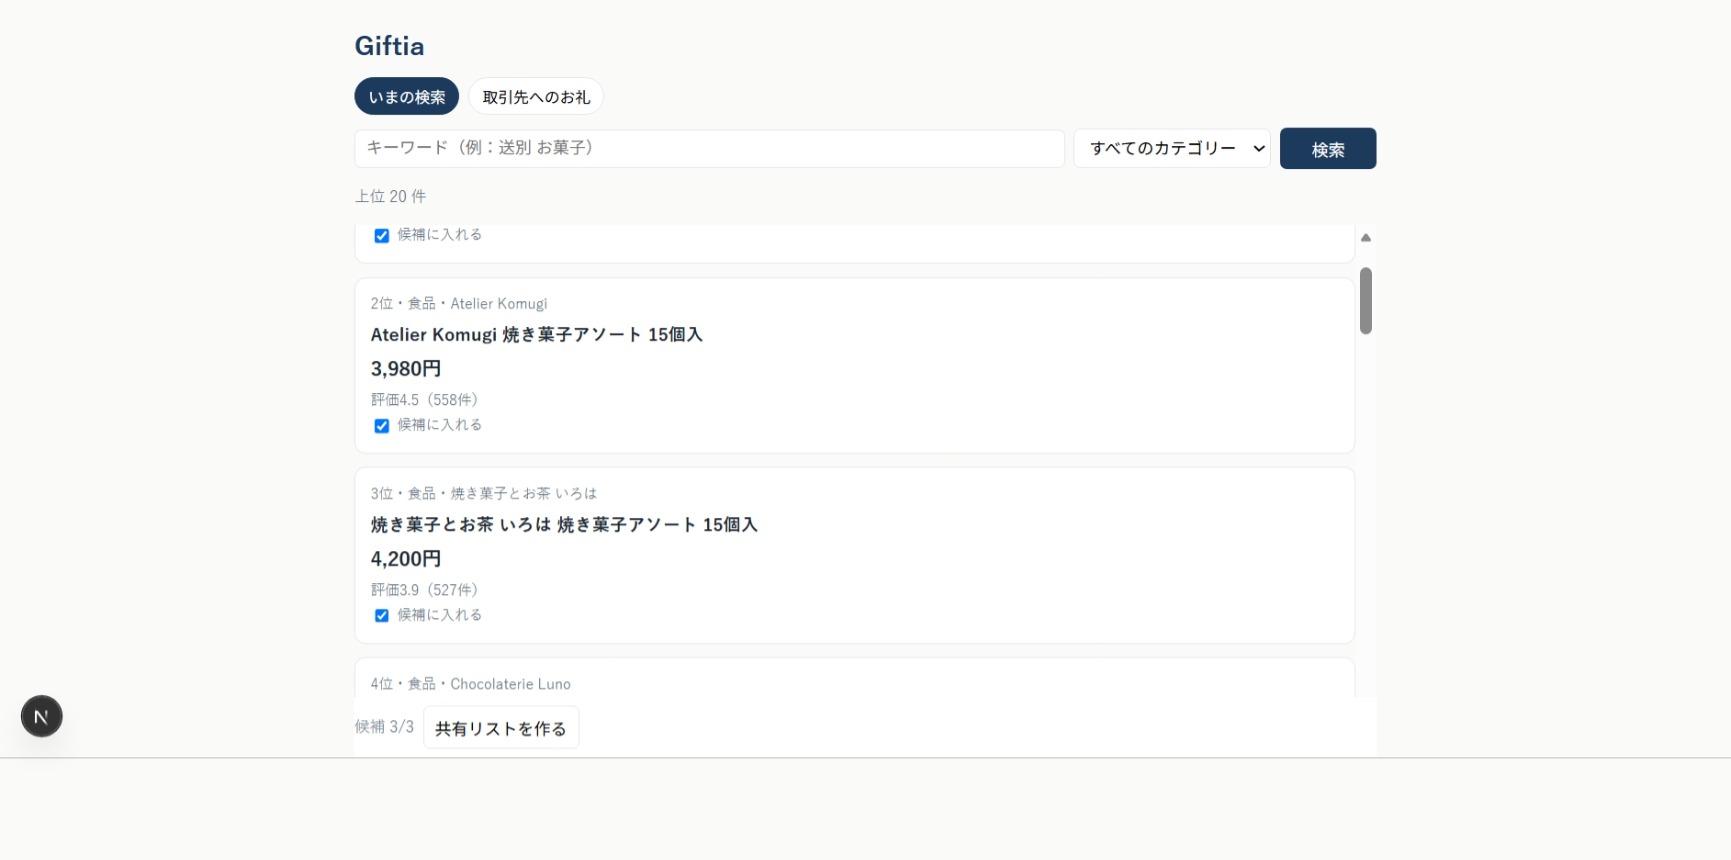 Giftia
いまの検索
取引先へのお礼
キーワード（例：送別 お菓子）
すべてのカテゴリー
検索
上位 20 件
候補に入れる
2位・食品・Atelier Komugi
Atelier Komugi 焼き菓子アソート 15個入
3,980円
評価4.5（558件）
候補に入れる
3位・食品・焼き菓子とお茶 いろは
焼き菓子とお茶 いろは 焼き菓子アソート 15個入
4,200円
評価3.9（527件）
候補に入れる
4位・食品・Chocolaterie Luno
候補 3/3
共有リストを作る
N